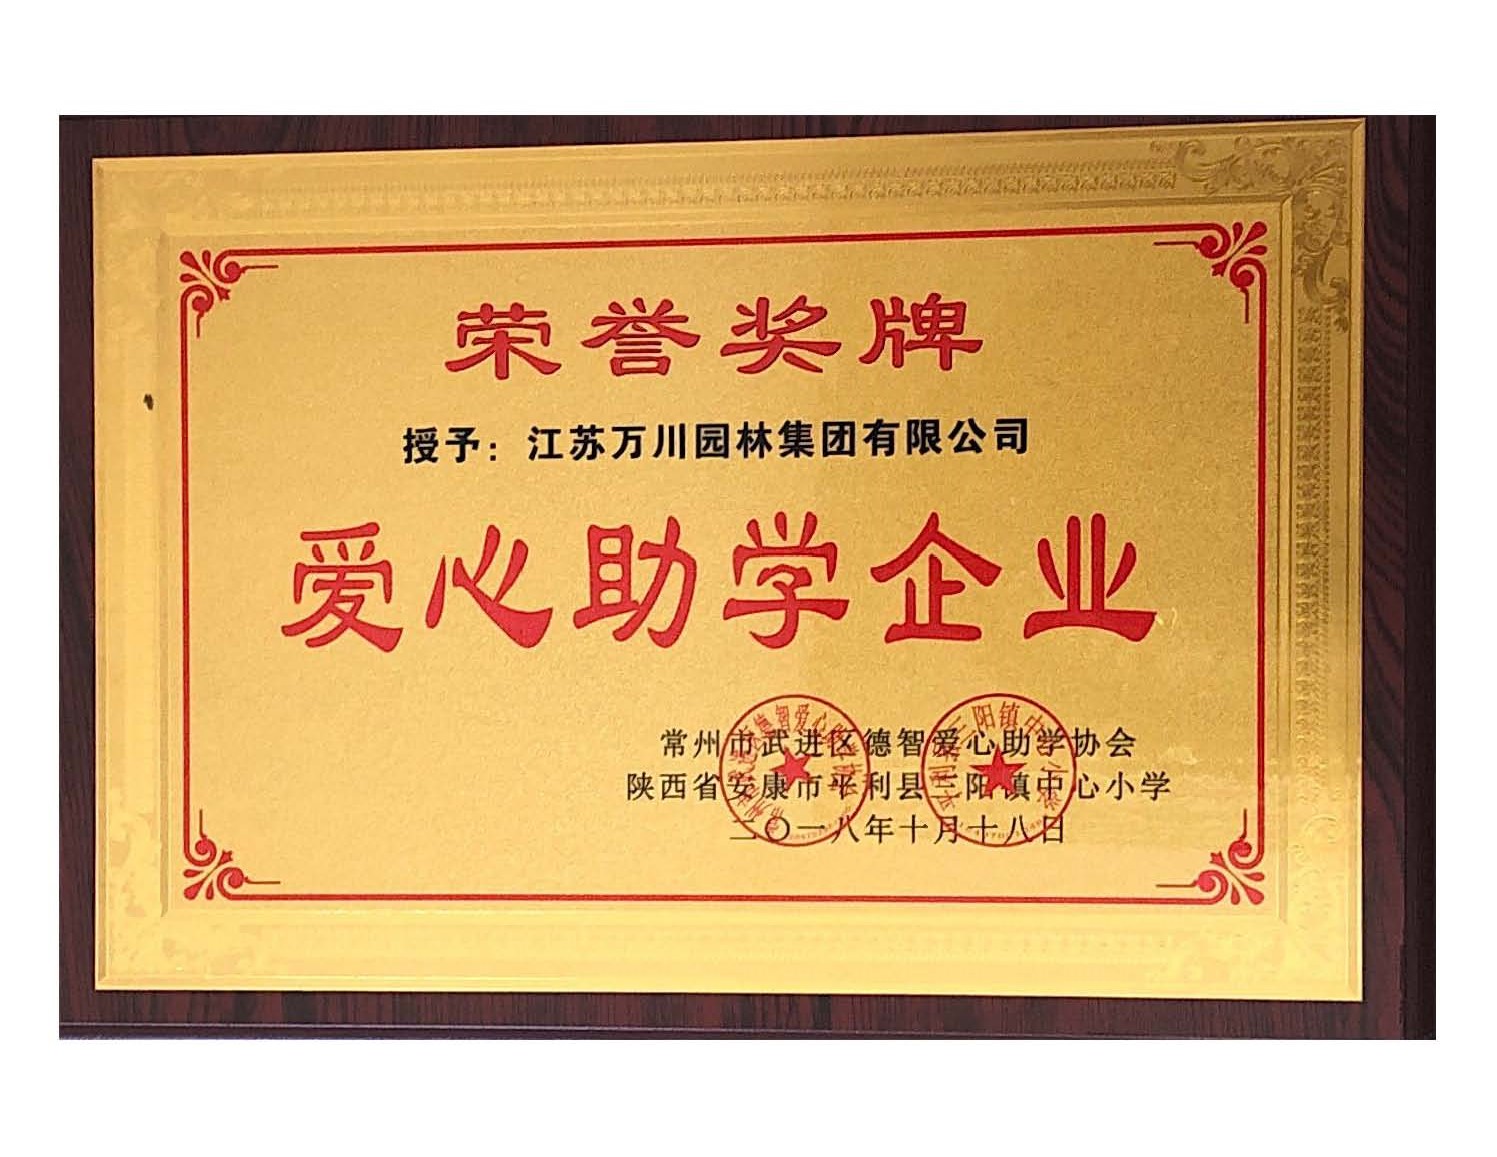 荣誉奖牌
授予：江苏万川园林集团有限公司
爱心助学企业
常州市武进区德智爱心助学协会
陕西省安康市平利县三阳镇中心小学
二〇一八年十月十八日